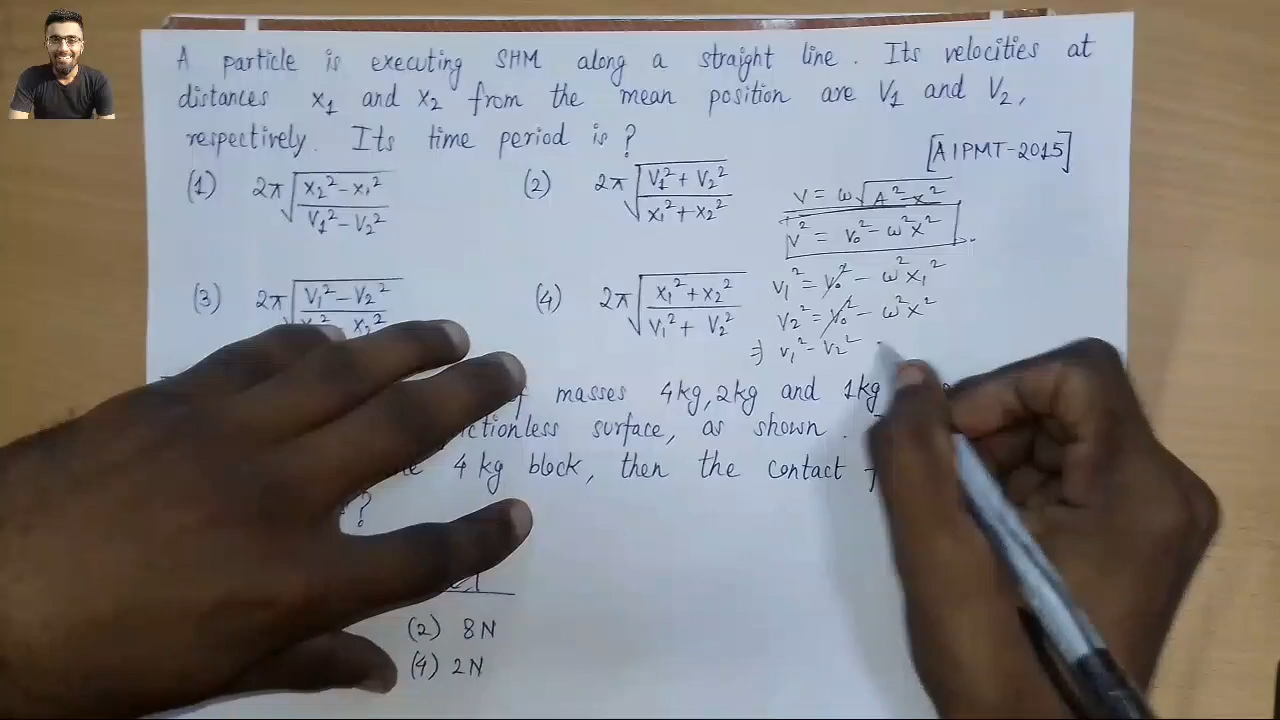 A particle is executing SHM along a straight line. Its velocities at
distances x₁ and x₂ from the mean position are V₁ and V₂,
respectively. Its time period is ?
[AIPMT-2015]
(1) 2π√((x₂²-x₁²)/(V₁²-V₂²))
(2) 2π√((V₁²+V₂²)/(x₁²+x₂²))
(3) 2π√((V₁²-V₂²)/(x₁²-x₂²))
(4) 2π√((x₁²+x₂²)/(V₁²+V₂²))
V = ω√(A²-x²)
V² = V₀² - ω²x²
V₁² = V₀² - ω²x₁²
V₂² = V₀² - ω²x²
⇒ V₁² - V₂²
of masses 4kg, 2kg and 1kg
surface, as shown.
4 kg block, then the contact
?
(2) 8N
(4) 2N